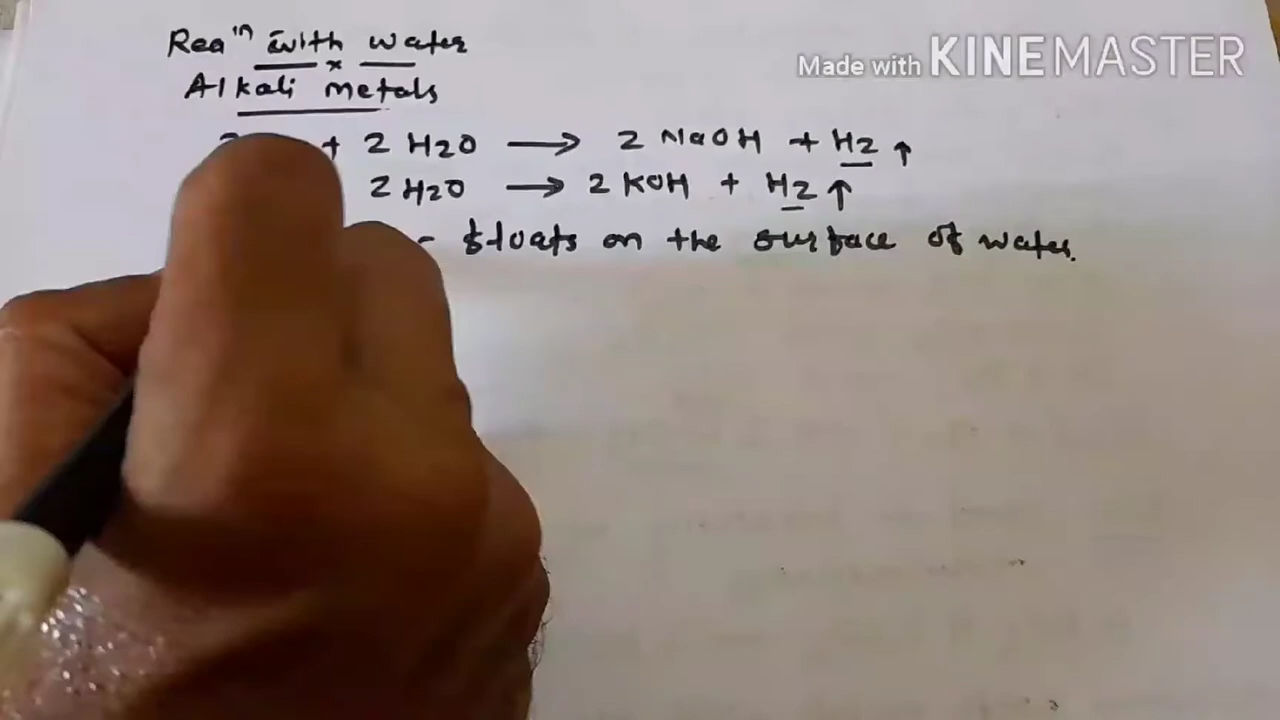 Reaⁿ with water
Made with KINEMASTER
Alkali metals
+ 2 H2O → 2 NaOH + H2 ↑
2 H2O → 2 KOH + H2 ↑
- floats on the surface of water.